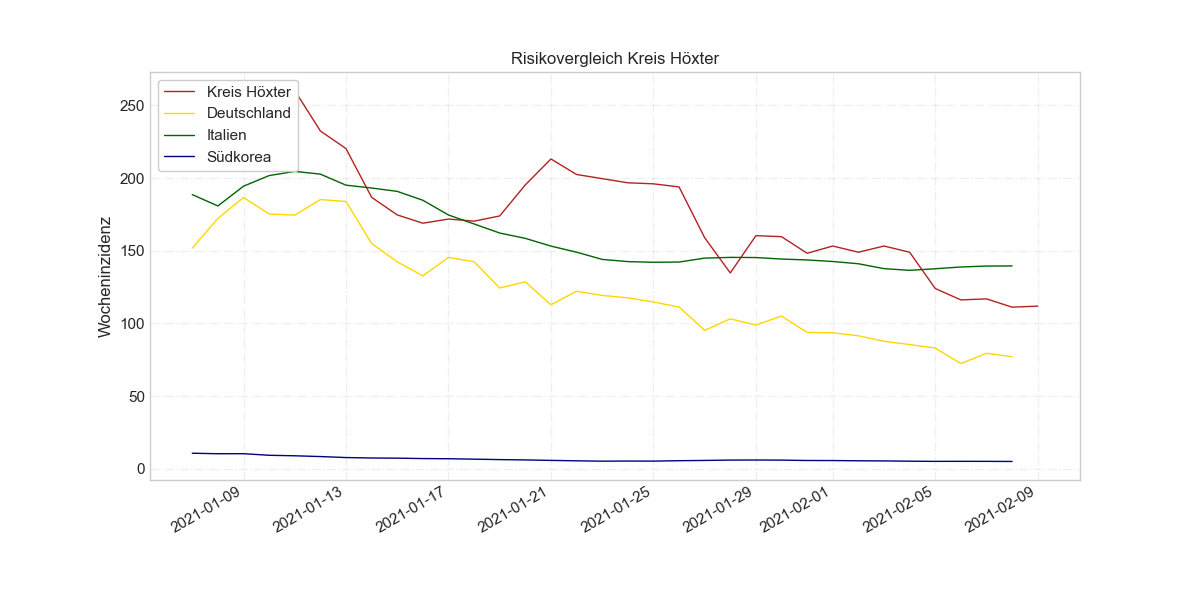 Risikovergleich Kreis Höxter
Kreis Höxter
Deutschland
Italien
Südkorea
Wocheninzidenz
250
200
150
100
50
0
2021-01-09
2021-01-13
2021-01-17
2021-01-21
2021-01-25
2021-01-29
2021-02-01
2021-02-05
2021-02-09